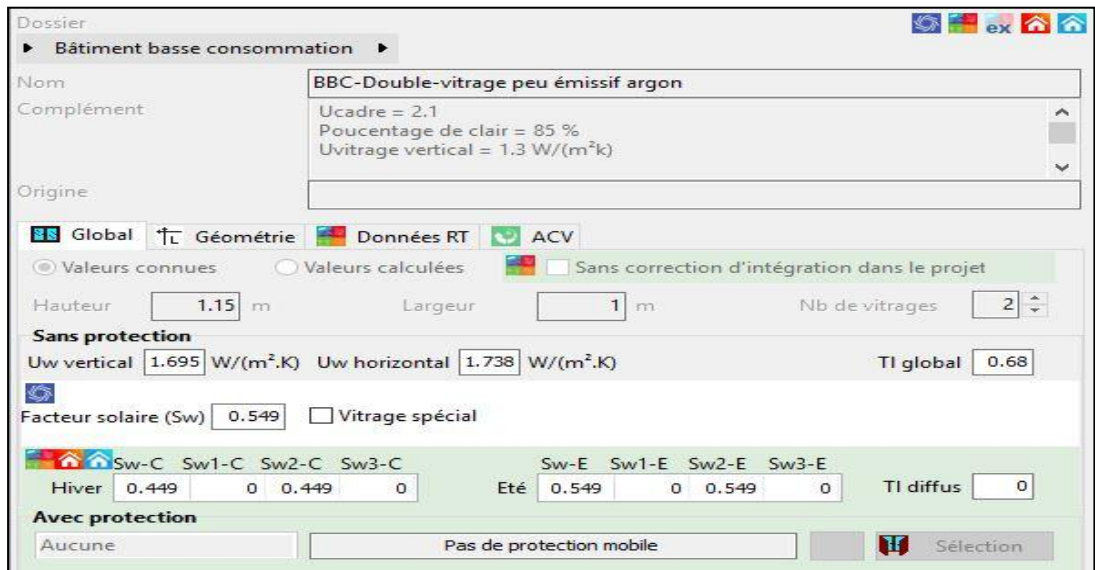 Dossier
ex
Bâtiment basse consommation
Nom BBC-Double-vitrage peu émissif argon
Complément Ucadre = 2.1
Poucentage de clair = 85 %
Uvitrage vertical = 1.3 W/(m²k)
Origine
Global Géométrie Données RT ACV
Valeurs connues Valeurs calculées Sans correction d'intégration dans le projet
Hauteur 1.15 m Largeur 1 m Nb de vitrages 2
Sans protection
Uw vertical 1.695 W/(m².K) Uw horizontal 1.738 W/(m².K) Tl global 0.68
Facteur solaire (Sw) 0.549 Vitrage spécial
Sw-C Sw1-C Sw2-C Sw3-C Sw-E Sw1-E Sw2-E Sw3-E
Hiver 0.449 0 0.449 0 Eté 0.549 0 0.549 0 Tl diffus 0
Avec protection
Aucune Pas de protection mobile Sélection